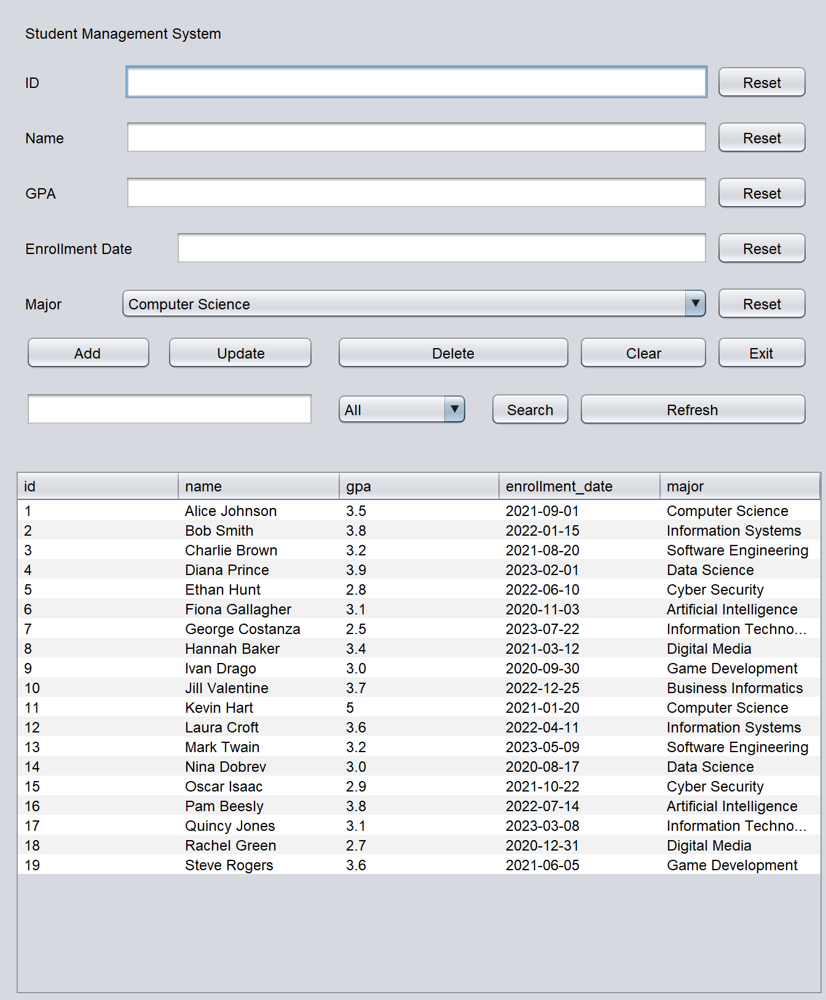 Student Management System
ID Reset
Name Reset
GPA Reset
Enrollment Date Reset
Major Computer Science Reset
Add Update Delete Clear Exit
All Search Refresh
id name gpa enrollment_date major
1 Alice Johnson 3.5 2021-09-01 Computer Science
2 Bob Smith 3.8 2022-01-15 Information Systems
3 Charlie Brown 3.2 2021-08-20 Software Engineering
4 Diana Prince 3.9 2023-02-01 Data Science
5 Ethan Hunt 2.8 2022-06-10 Cyber Security
6 Fiona Gallagher 3.1 2020-11-03 Artificial Intelligence
7 George Costanza 2.5 2023-07-22 Information Techno...
8 Hannah Baker 3.4 2021-03-12 Digital Media
9 Ivan Drago 3.0 2020-09-30 Game Development
10 Jill Valentine 3.7 2022-12-25 Business Informatics
11 Kevin Hart 5 2021-01-20 Computer Science
12 Laura Croft 3.6 2022-04-11 Information Systems
13 Mark Twain 3.2 2023-05-09 Software Engineering
14 Nina Dobrev 3.0 2020-08-17 Data Science
15 Oscar Isaac 2.9 2021-10-22 Cyber Security
16 Pam Beesly 3.8 2022-07-14 Artificial Intelligence
17 Quincy Jones 3.1 2023-03-08 Information Techno...
18 Rachel Green 2.7 2020-12-31 Digital Media
19 Steve Rogers 3.6 2021-06-05 Game Development